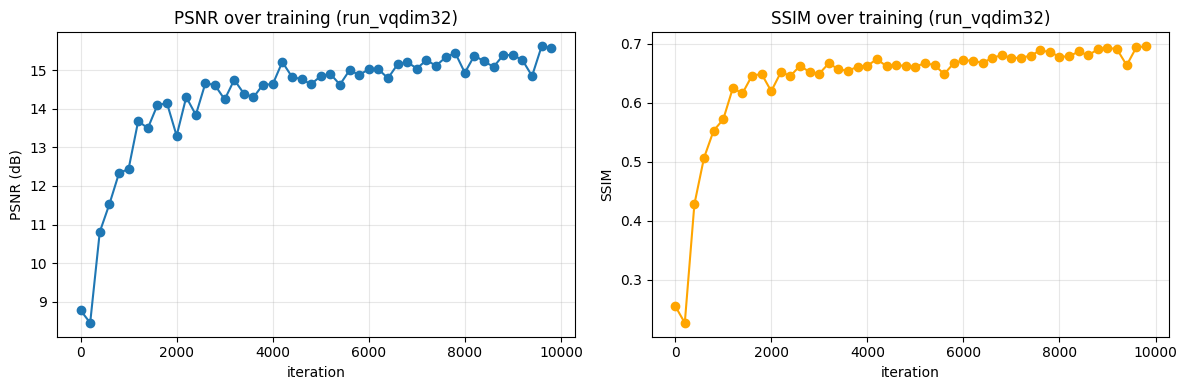 PSNR over training (run_vqdim32)
PSNR (dB)
15
14
13
12
11
10
9
0 2000 4000 6000 8000 10000
iteration
SSIM over training (run_vqdim32)
SSIM
0.7
0.6
0.5
0.4
0.3
0 2000 4000 6000 8000 10000
iteration